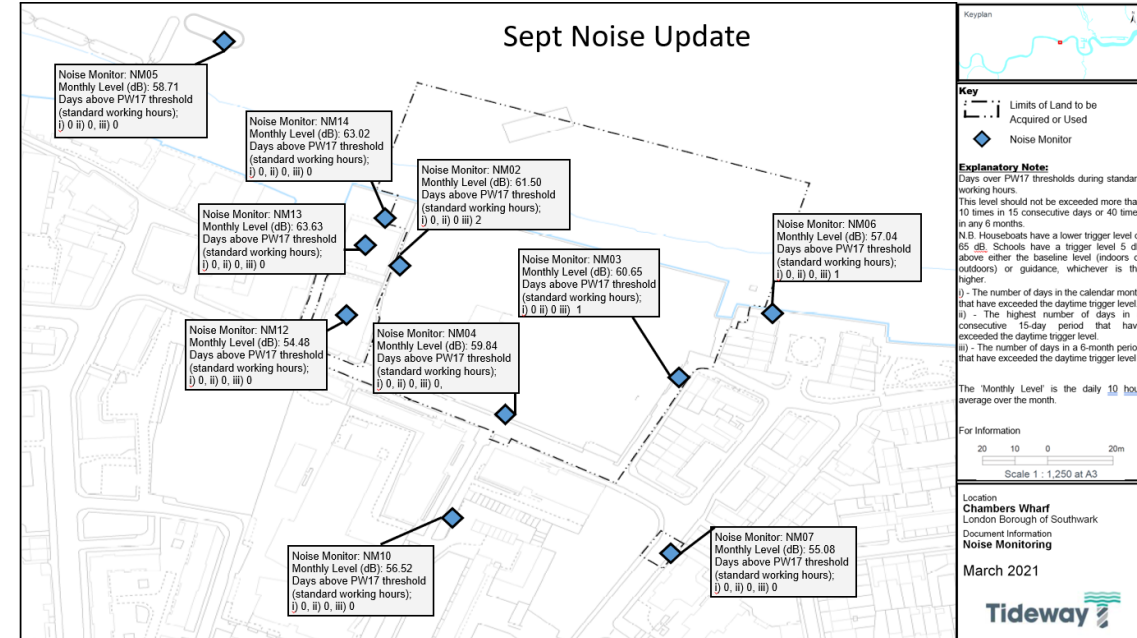 Sept Noise Update
Noise Monitor: NM05
Monthly Level (dB): 58.71
Days above PW17 threshold
(standard working hours);
i) 0 ii) 0, iii) 0
Noise Monitor: NM14
Monthly Level (dB): 63.02
Days above PW17 threshold
(standard working hours);
i) 0, ii) 0, iii) 0
Noise Monitor: NM02
Monthly Level (dB): 61.50
Days above PW17 threshold
(standard working hours);
i) 0, ii) 0 iii) 2
Noise Monitor: NM13
Monthly Level (dB): 63.63
Days above PW17 threshold
(standard working hours);
i) 0, ii) 0, iii) 0
Noise Monitor: NM06
Monthly Level (dB): 57.04
Days above PW17 threshold
(standard working hours);
i) 0, ii) 0, iii) 1
Noise Monitor: NM03
Monthly Level (dB): 60.65
Days above PW17 threshold
(standard working hours);
i) 0 ii) 0 iii) 1
Noise Monitor: NM12
Monthly Level (dB): 54.48
Days above PW17 threshold
(standard working hours);
i) 0, ii) 0, iii) 0
Noise Monitor: NM04
Monthly Level (dB): 59.84
Days above PW17 threshold
(standard working hours);
i) 0, ii) 0, iii) 0,
Noise Monitor: NM10
Monthly Level (dB): 56.52
Days above PW17 threshold
(standard working hours);
i) 0, ii) 0, iii) 0
Noise Monitor: NM07
Monthly Level (dB): 55.08
Days above PW17 threshold
(standard working hours);
i) 0, ii) 0, iii) 0
Keyplan
Key
Limits of Land to be
Acquired or Used
Noise Monitor
Explanatory Note:
Days over PW17 thresholds during standar
working hours.
This level should not be exceeded more tha
10 times in 15 consecutive days or 40 time
in any 6 months.
N.B. Houseboats have a lower trigger level o
65 dB. Schools have a trigger level 5 d
above either the baseline level (indoors o
outdoors) or guidance, whichever is th
higher.
i) - The number of days in the calendar mont
that have exceeded the daytime trigger level.
ii) - The highest number of days in
consecutive 15-day period that hav
exceeded the daytime trigger level.
iii) - The number of days in a 6-month perio
that have exceeded the daytime trigger level
The 'Monthly Level' is the daily 10 hou
average over the month.
For Information
20 10 0 20m
Scale 1 : 1,250 at A3
Location
Chambers Wharf
London Borough of Southwark
Document Information
Noise Monitoring
March 2021
Tideway